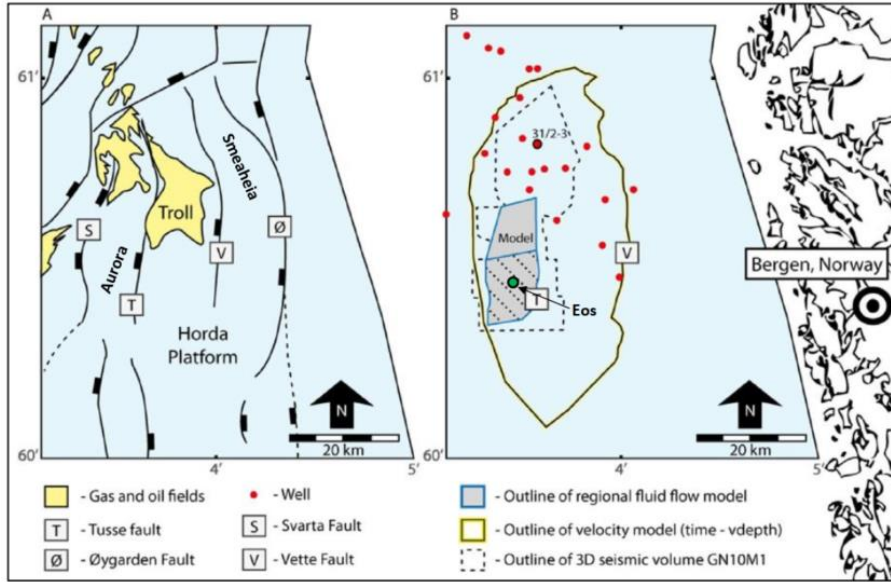 A
61′
Smeaheia
Troll
S
V
Ø
Aurora
T
Horda
Platform
N
20 km
60′
4′
5′
B
61′
31/2-3
Model
V
T
Eos
Bergen, Norway
N
20 km
60′
4′
5′
- Gas and oil fields
- Well
T - Tusse fault
S - Svarta Fault
Ø - Øygarden Fault
V - Vette Fault
- Outline of regional fluid flow model
- Outline of velocity model (time - vdepth)
- Outline of 3D seismic volume GN10M1